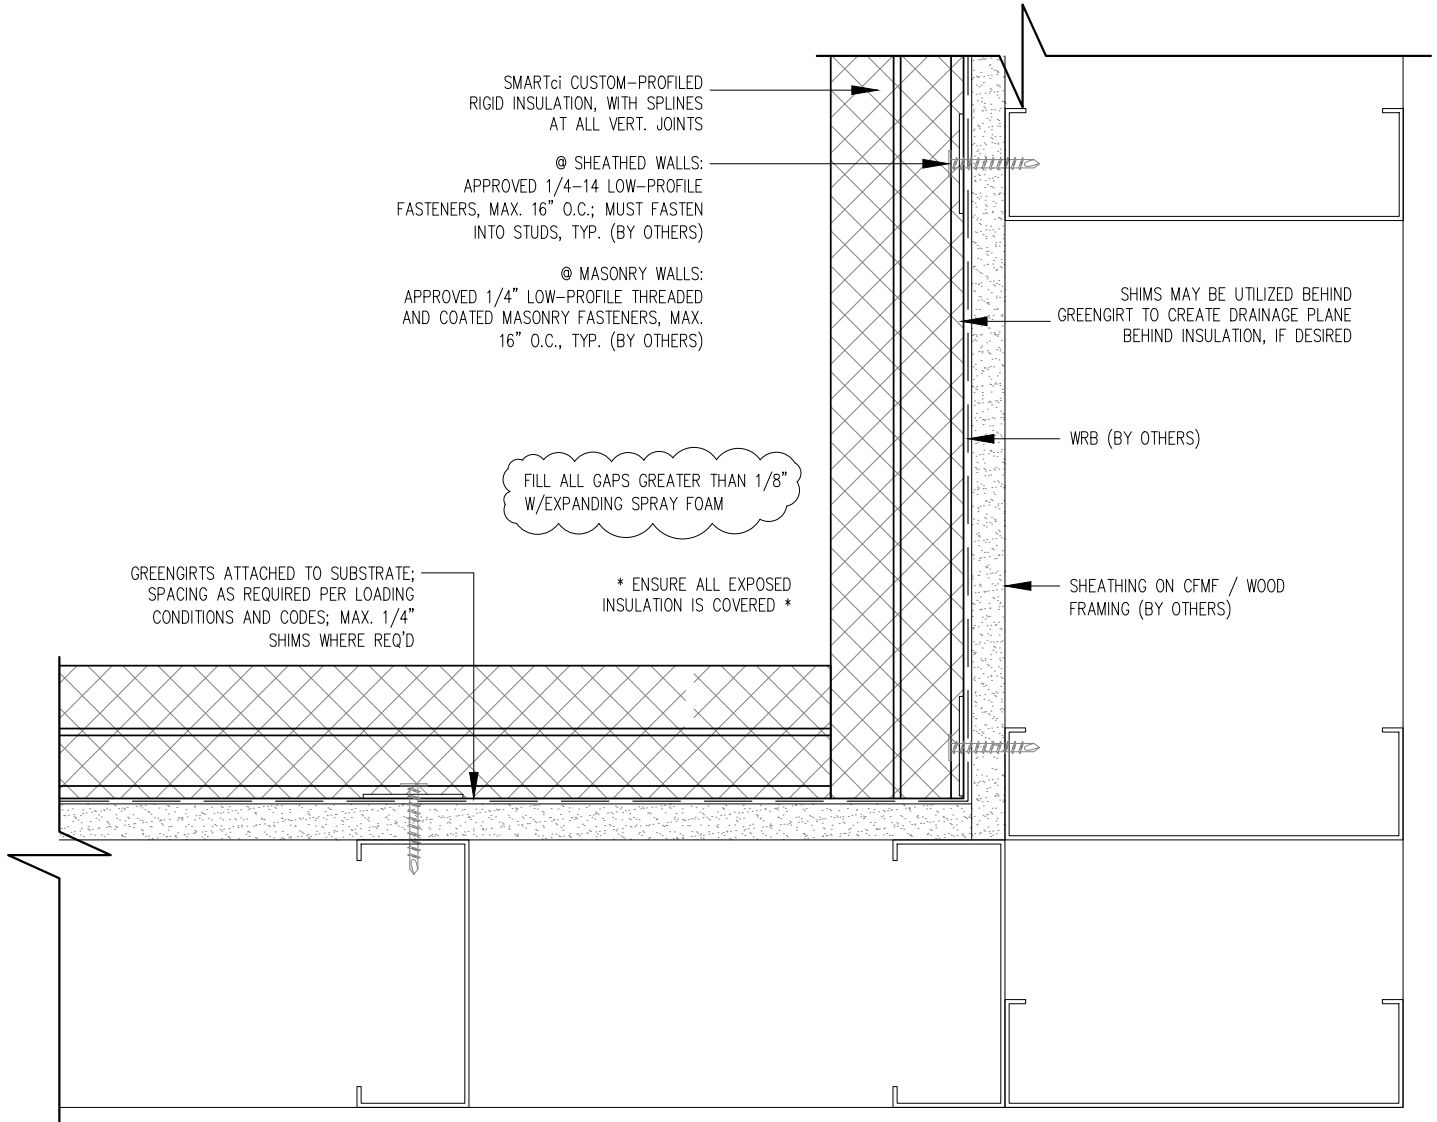 SMARTci CUSTOM-PROFILED
RIGID INSULATION, WITH SPLINES
AT ALL VERT. JOINTS
@ SHEATHED WALLS:
APPROVED 1/4-14 LOW-PROFILE
FASTENERS, MAX. 16" O.C.; MUST FASTEN
INTO STUDS, TYP. (BY OTHERS)
@ MASONRY WALLS:
APPROVED 1/4" LOW-PROFILE THREADED
AND COATED MASONRY FASTENERS, MAX.
16" O.C., TYP. (BY OTHERS)
SHIMS MAY BE UTILIZED BEHIND
GREENGIRT TO CREATE DRAINAGE PLANE
BEHIND INSULATION, IF DESIRED
WRB (BY OTHERS)
FILL ALL GAPS GREATER THAN 1/8"
W/EXPANDING SPRAY FOAM
GREENGIRTS ATTACHED TO SUBSTRATE;
SPACING AS REQUIRED PER LOADING
CONDITIONS AND CODES; MAX. 1/4"
SHIMS WHERE REQ'D
* ENSURE ALL EXPOSED
INSULATION IS COVERED *
SHEATHING ON CFMF / WOOD
FRAMING (BY OTHERS)